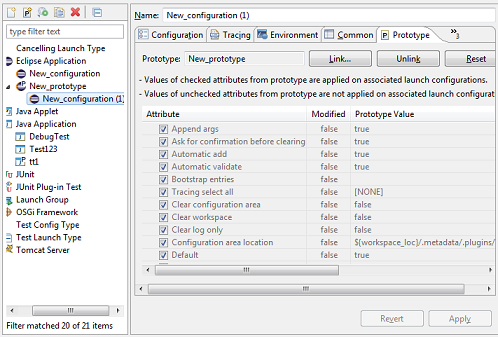 type filter text
Cancelling Launch Type
Eclipse Application
New_configuration
New_prototype
New_configuration (1)
Java Applet
Java Application
DebugTest
Test123
tt1
JUnit
JUnit Plug-in Test
Launch Group
OSGi Framework
Test Config Type
Test Launch Type
Tomcat Server
Filter matched 20 of 21 items
Name: New_configuration (1)
Configuration Tracing Environment Common Prototype »3
Prototype: New_prototype Link... Unlink Reset
- Values of checked attributes from prototype are applied on associated launch configurations.
- Values of unchecked attributes from prototype are not applied on associated launch configurat
Attribute Modified Prototype Value
Append args false true
Ask for confirmation before clearing false true
Automatic add false true
Automatic validate false true
Bootstrap entries false
Tracing select all false [NONE]
Clear configuration area false false
Clear workspace false false
Clear log only false false
Configuration area location false ${workspace_loc}/.metadata/.plugins/
Default false true
Revert Apply